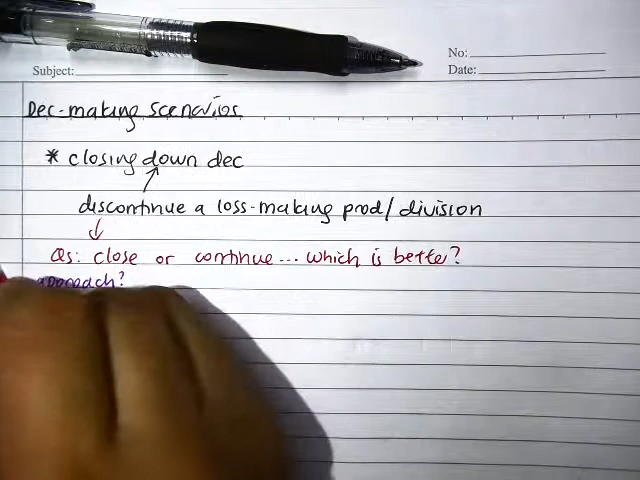 No:
Subject:
Date:
Dec-making scenarios
* closing down dec
discontinue a loss-making prod/division
Qs: close or continue... which is better?
approach?